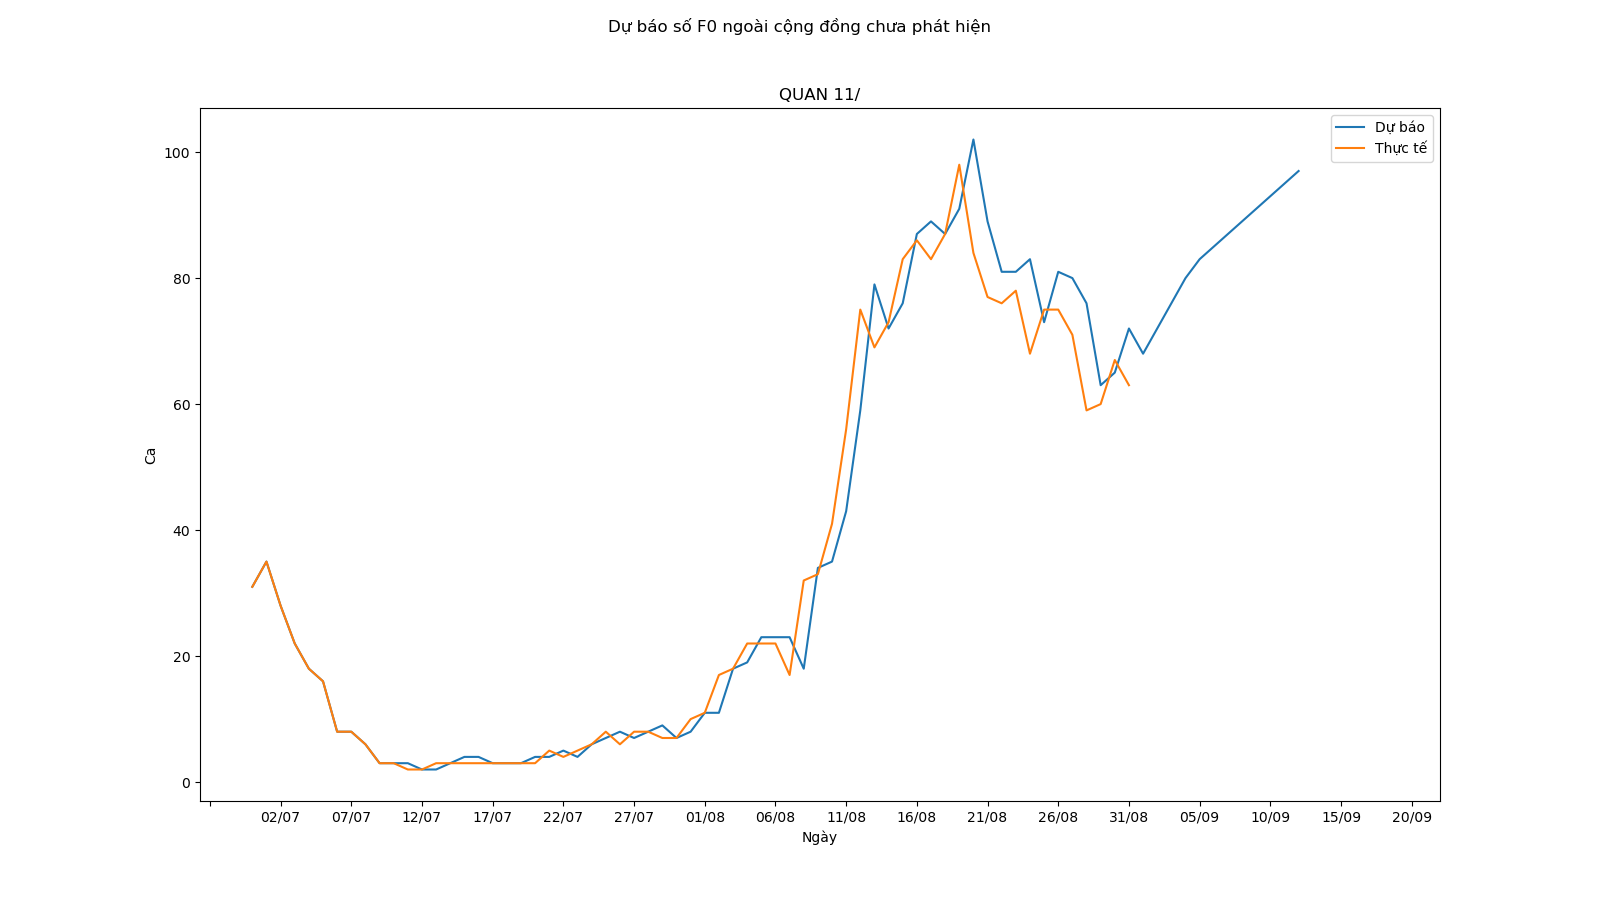 Dự báo số F0 ngoài cộng đồng chưa phát hiện
QUAN 11/
Dự báo
Thực tế
100
80
60
40
20
0
Ca
02/07 07/07 12/07 17/07 22/07 27/07 01/08 06/08 11/08 16/08 21/08 26/08 31/08 05/09 10/09 15/09 20/09
Ngày